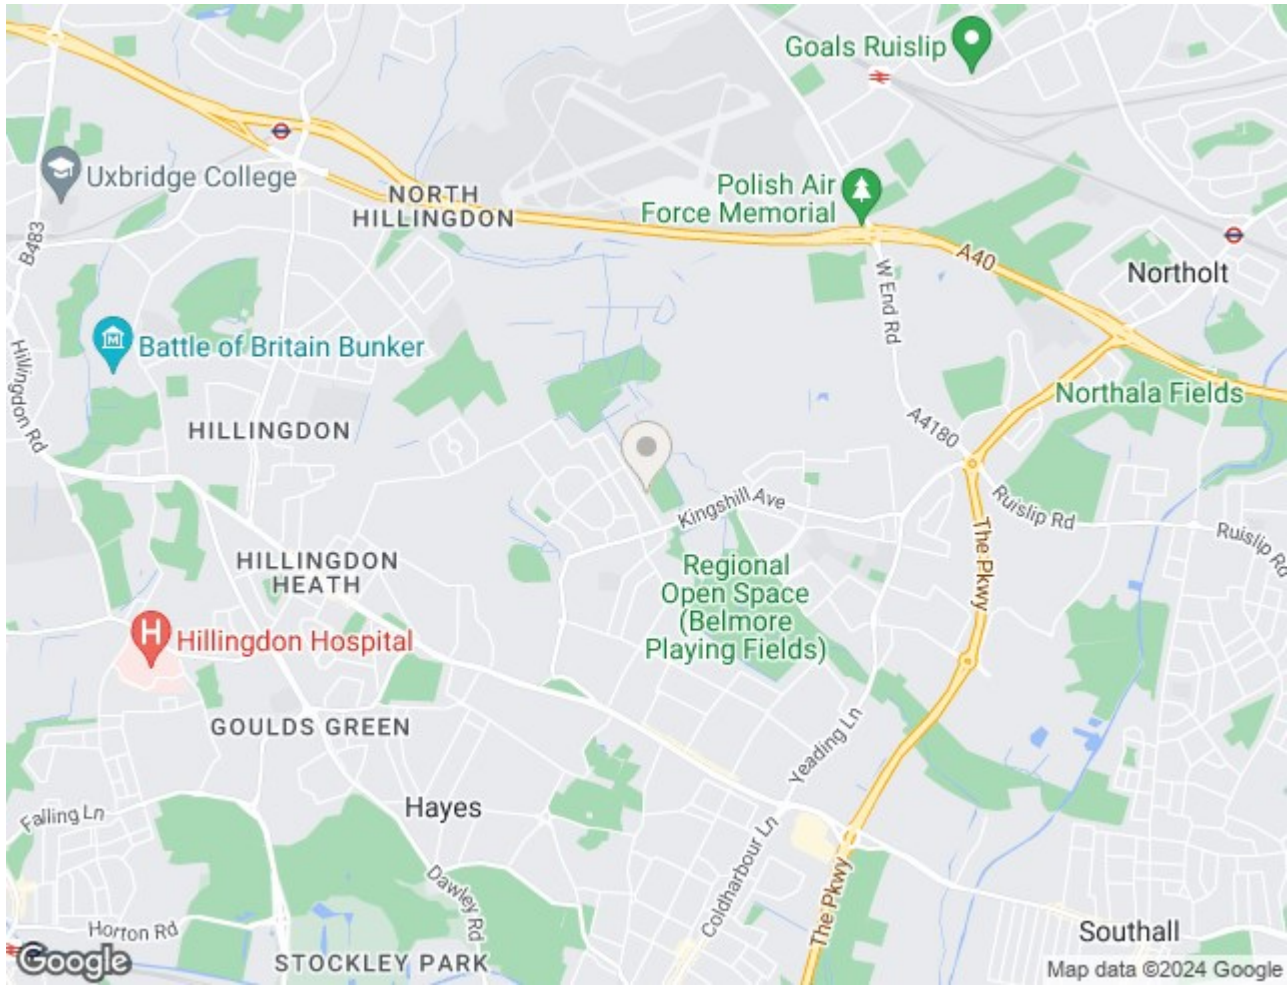 Goals Ruislip
Uxbridge College
NORTH
HILLINGDON
Polish Air
Force Memorial
B483
A40
W End Rd
Northolt
Battle of Britain Bunker
Hillingdon Rd
Northala Fields
HILLINGDON
A4180
Kingshill Ave
Ruislip Rd
Ruislip Rd
The Pkwy
HILLINGDON
HEATH
Regional
Open Space
(Belmore
Playing Fields)
H
Hillingdon Hospital
GOULDS GREEN
Yeading Ln
Falling Ln
Hayes
Coldharbour Ln
Dawley Rd
The Pkwy
Horton Rd
Southall
STOCKLEY PARK
Google
Map data ©2024 Google